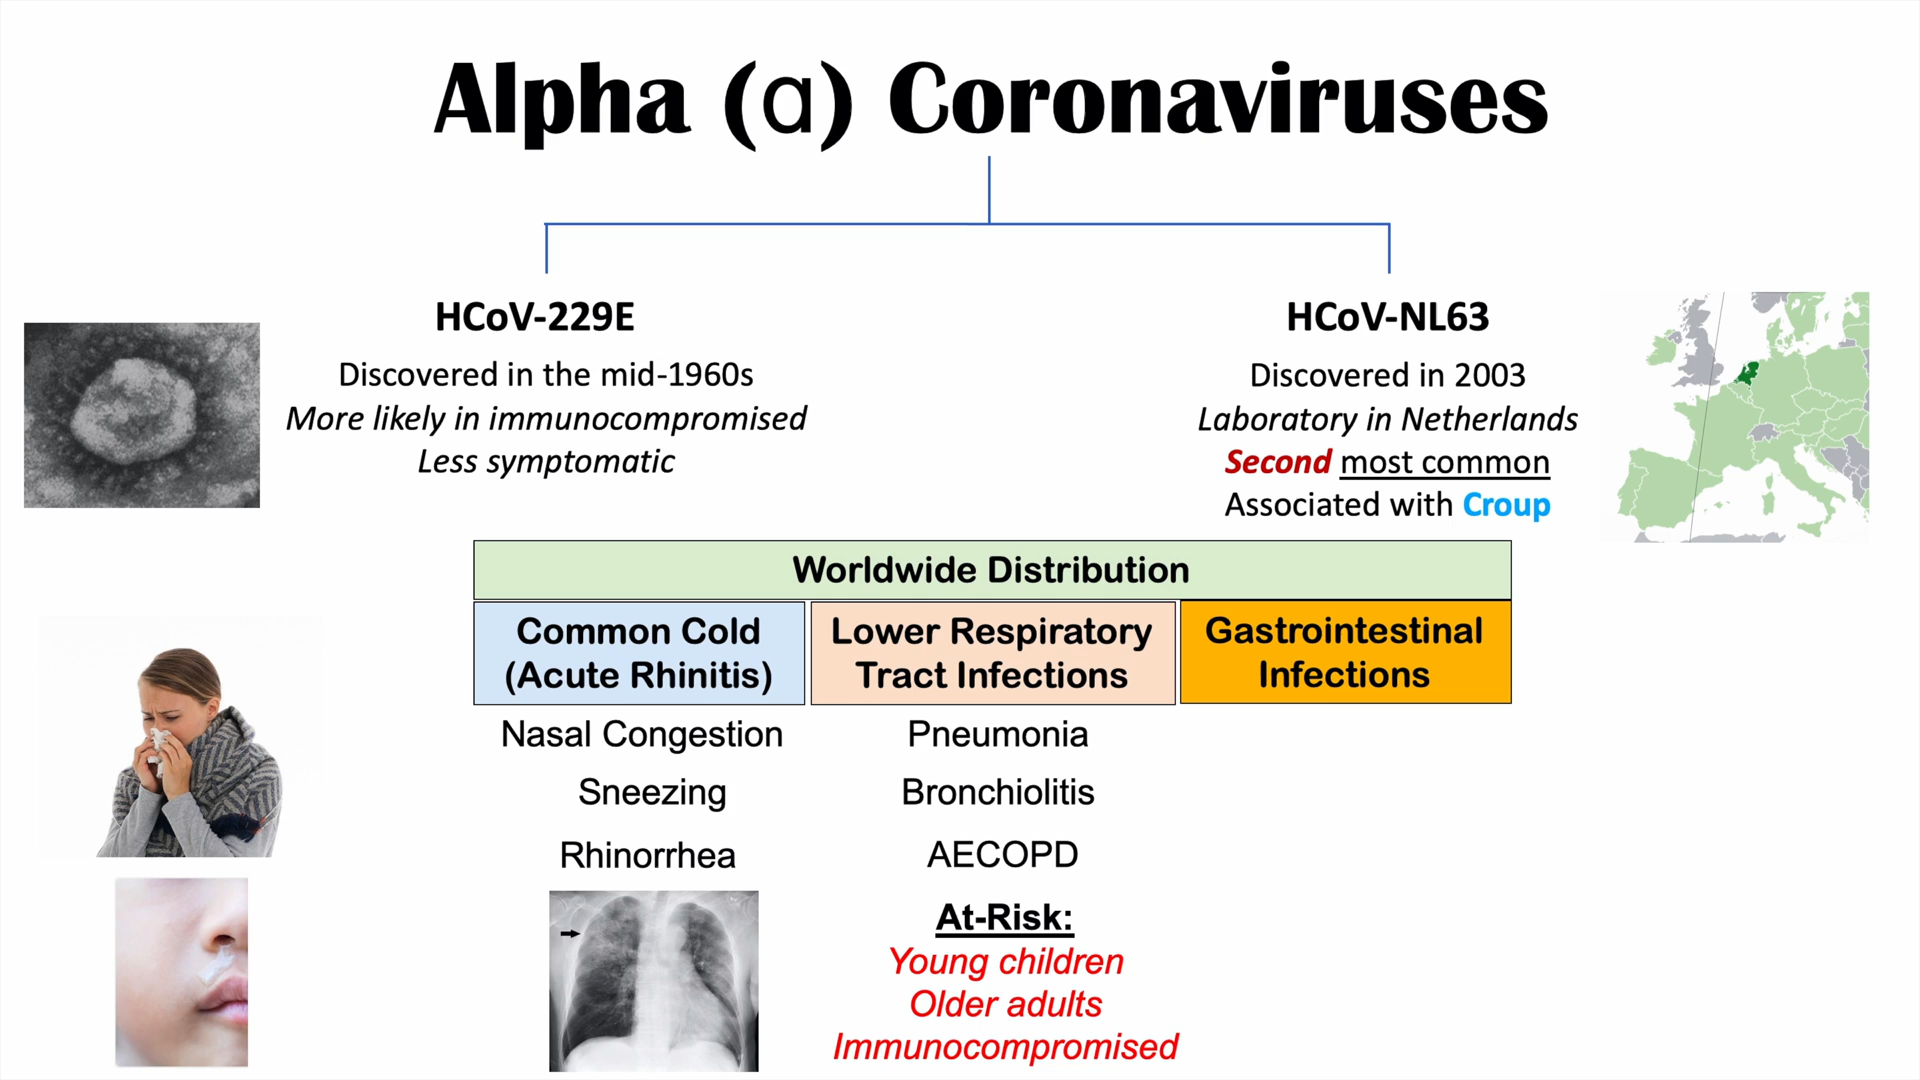 Alpha (α) Coronaviruses
HCoV-229E
Discovered in the mid-1960s
More likely in immunocompromised
Less symptomatic
HCoV-NL63
Discovered in 2003
Laboratory in Netherlands
Second most common
Associated with Croup
Worldwide Distribution
Common Cold
(Acute Rhinitis)
Nasal Congestion
Sneezing
Rhinorrhea
Lower Respiratory
Tract Infections
Pneumonia
Bronchiolitis
AECOPD
At-Risk:
Young children
Older adults
Immunocompromised
Gastrointestinal
Infections